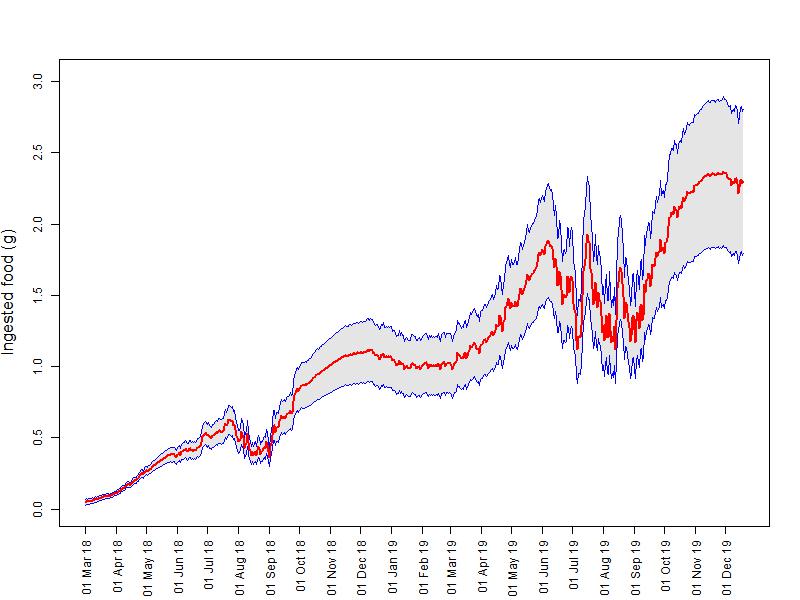 Ingested food (g)
3.0
2.5
2.0
1.5
1.0
0.5
0.0
01 Mar 18
01 Apr 18
01 May 18
01 Jun 18
01 Jul 18
01 Aug 18
01 Sep 18
01 Oct 18
01 Nov 18
01 Dec 18
01 Jan 19
01 Feb 19
01 Mar 19
01 Apr 19
01 May 19
01 Jun 19
01 Jul 19
01 Aug 19
01 Sep 19
01 Oct 19
01 Nov 19
01 Dec 19